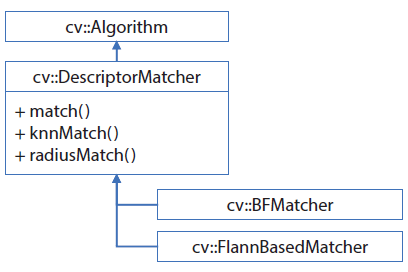 cv::Algorithm
cv::DescriptorMatcher
+ match()
+ knnMatch()
+ radiusMatch()
cv::BFMatcher
cv::FlannBasedMatcher